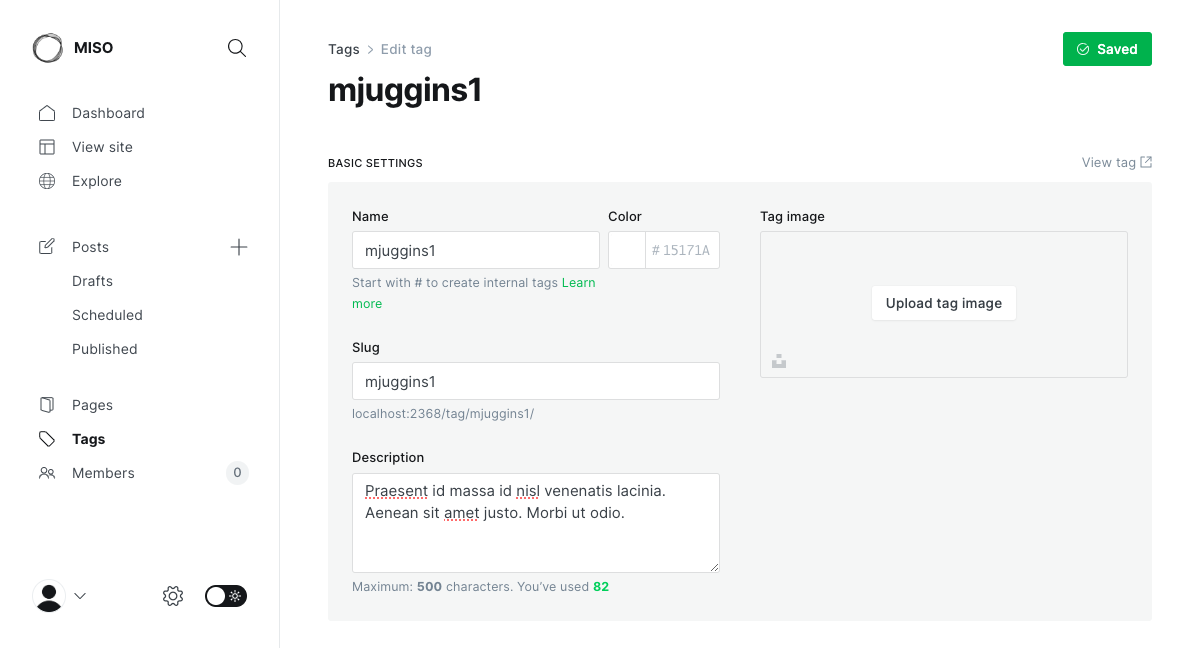 MISO
Dashboard
View site
Explore
Posts
Drafts
Scheduled
Published
Pages
Tags
Members
0
Tags > Edit tag
Saved
mjuggins1
BASIC SETTINGS
View tag
Name
mjuggins1
Start with # to create internal tags Learn
more
Color
# 15171A
Slug
mjuggins1
localhost:2368/tag/mjuggins1/
Description
Praesent id massa id nisl venenatis lacinia.
Aenean sit amet justo. Morbi ut odio.
Maximum: 500 characters. You’ve used 82
Tag image
Upload tag image